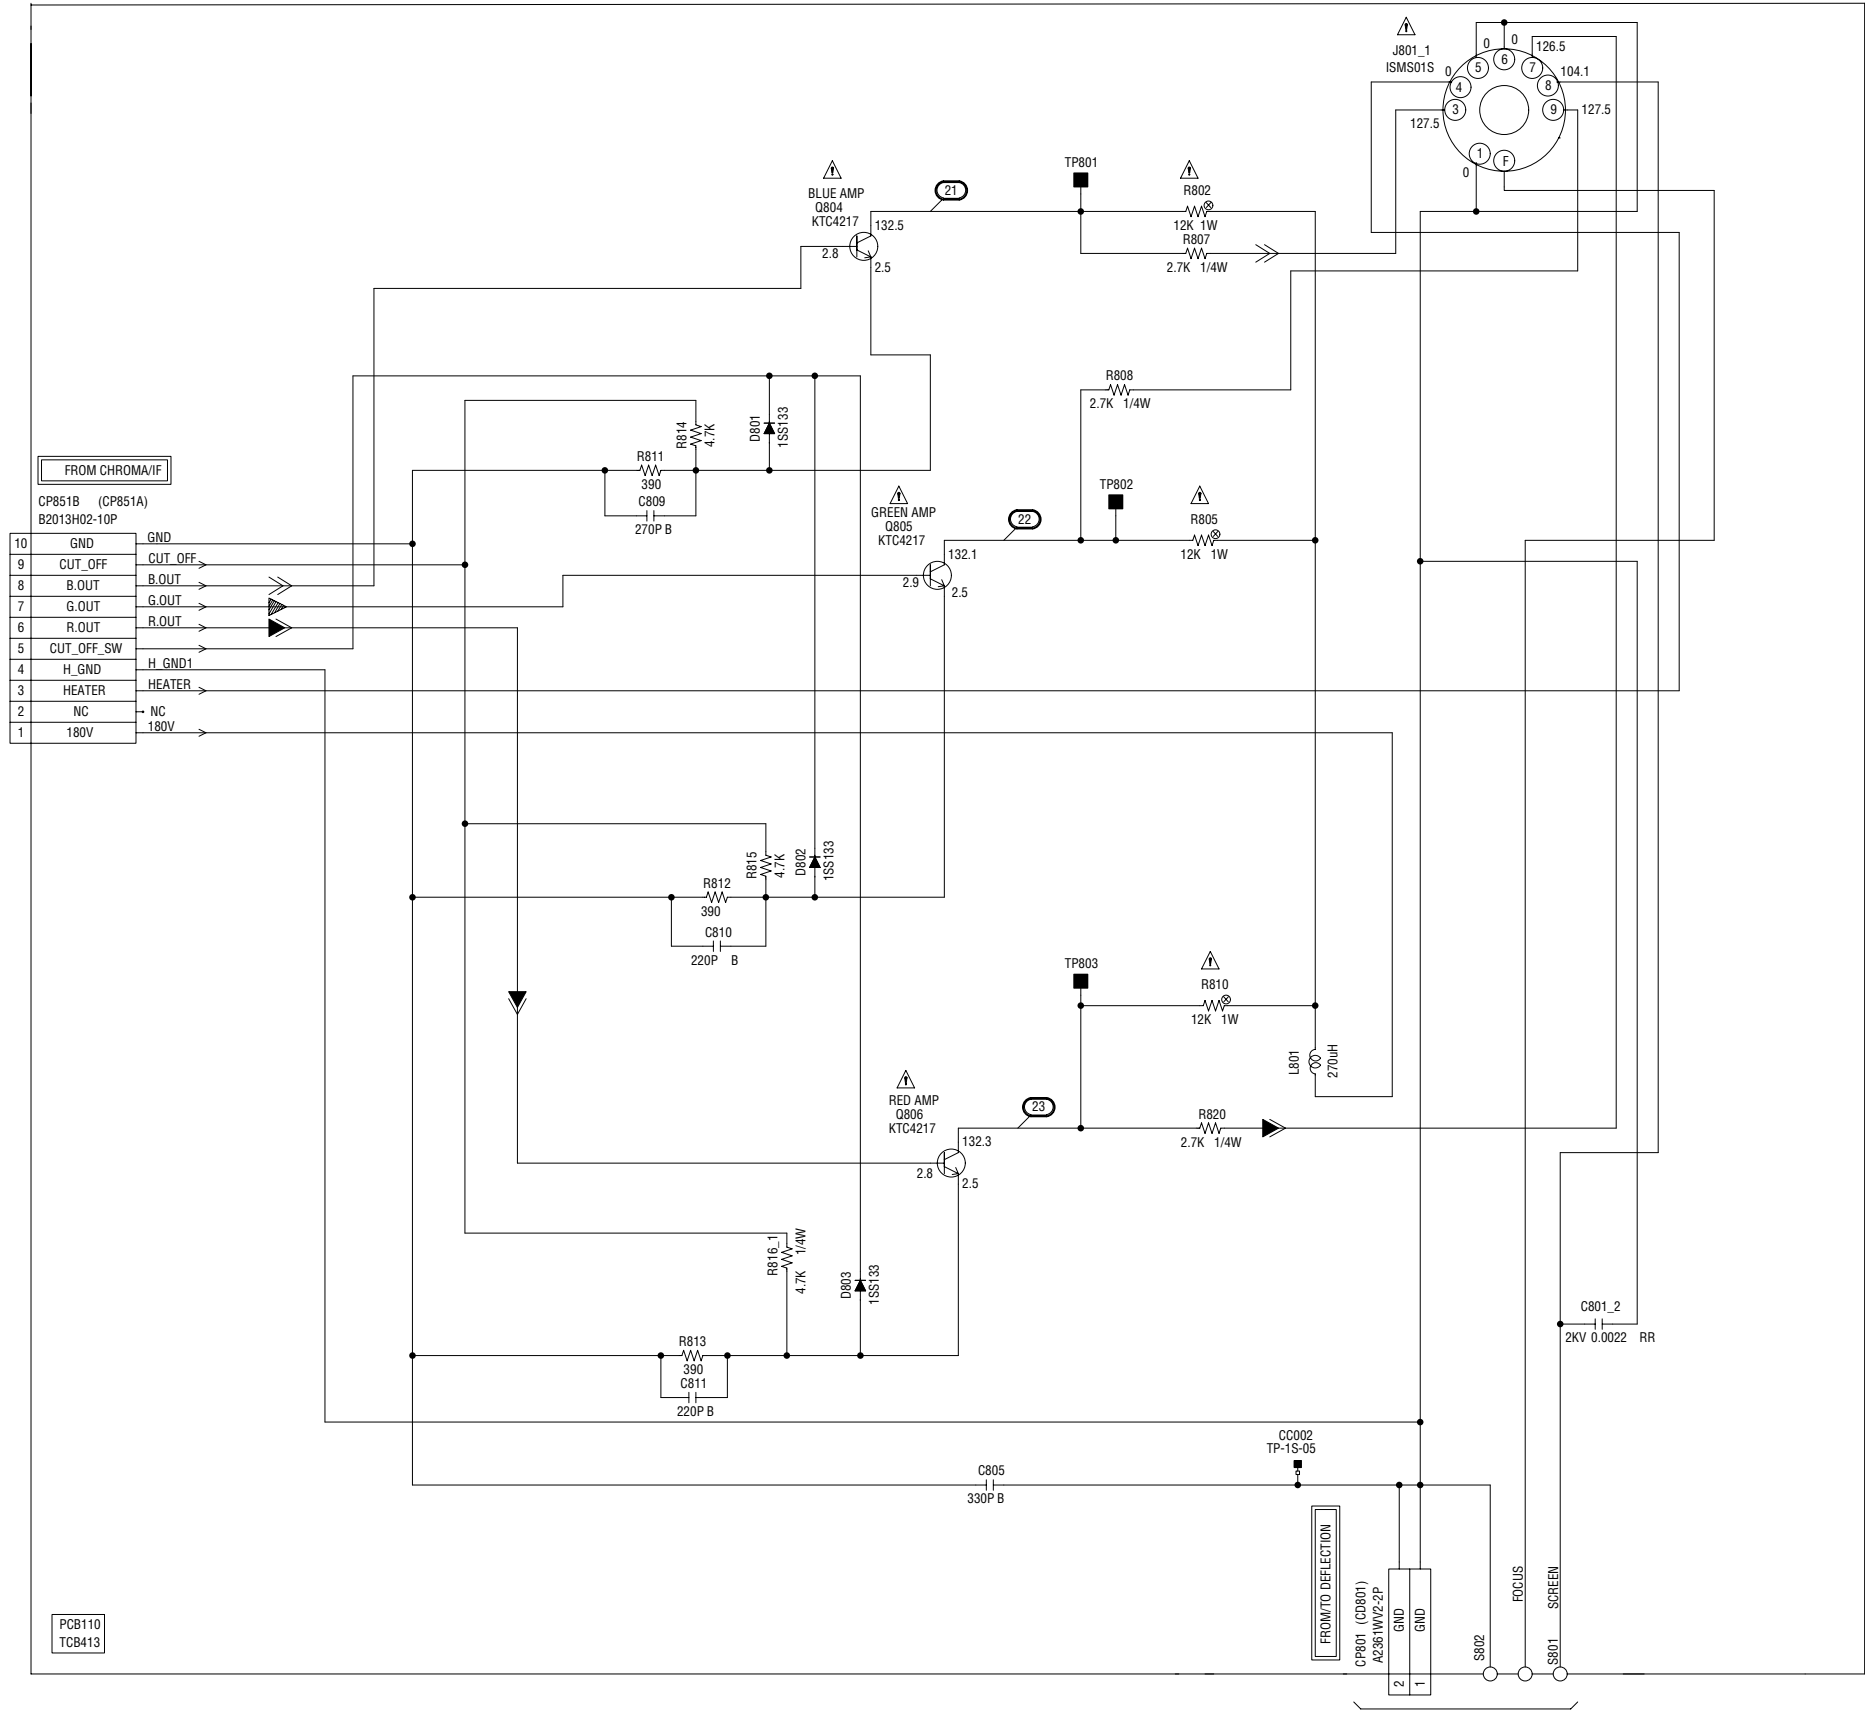 J801_1
ISMS01S
0
0
126.5
0
104.1
5
6
7
4
8
3
9
127.5
127.5
1
F
0
TP801
BLUE AMP
Q804
KTC4217
21
R802
132.5
12K 1W
R807
2.8
2.5
2.7K 1/4W
R808
2.7K 1/4W
R814
4.7K
D801
1SS133
R811
390
C809
270P B
FROM CHROMA/IF
CP851B (CP851A)
B2013H02-10P
TP802
GREEN AMP
Q805
KTC4217
22
R805
12K 1W
132.1
2.9
2.5
10 GND GND
9 CUT_OFF CUT_OFF
8 B.OUT B.OUT
7 G.OUT G.OUT
6 R.OUT R.OUT
5 CUT_OFF_SW
4 H_GND H_GND1
3 HEATER HEATER
2 NC NC
1 180V 180V
R815
4.7K
D802
1SS133
R812
390
C810
220P B
TP803
R810
12K 1W
L801
270uH
RED AMP
Q806
KTC4217
23
R820
2.7K 1/4W
132.3
2.8
2.5
R816_1
4.7K 1/4W
D803
1SS133
R813
390
C811
220P B
C801_2
2KV 0.0022 RR
CC002
TP-1S-05
C805
330P B
FROM/TO DEFLECTION
CP801 (CD801)
A2361WV2-2P
GND
GND
2
1
S802
FOCUS
S801 SCREEN
PCB110
TCB413